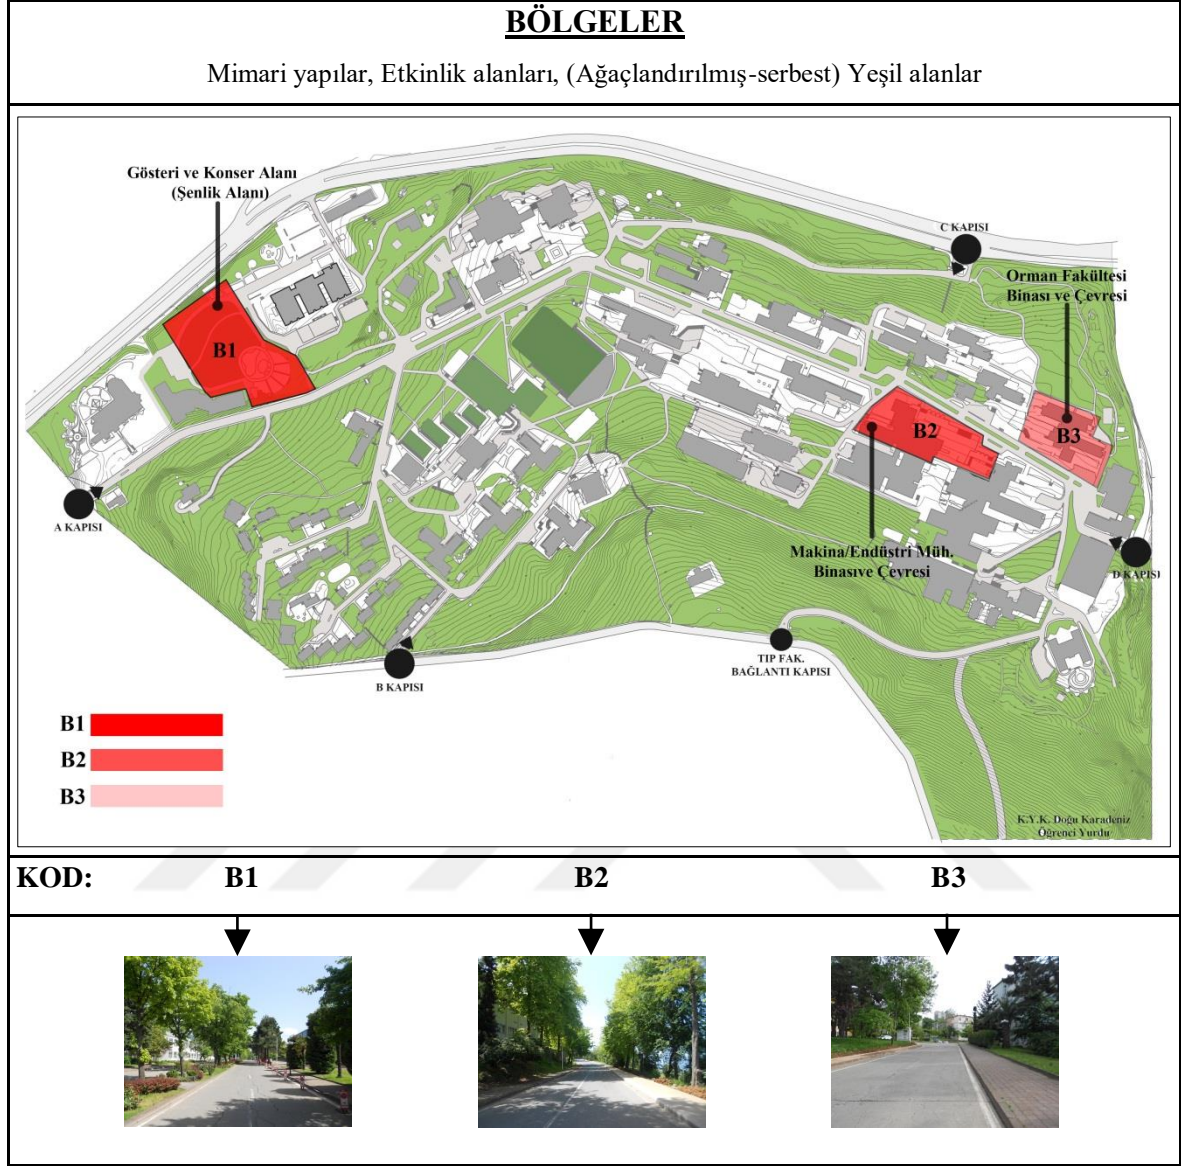 BÖLGELER
Mimari yapılar, Etkinlik alanları, (Ağaçlandırılmış-serbest) Yeşil alanlar
Gösteri ve Konser Alanı
(Şenlik Alanı)
C KAPISI
Orman Fakültesi
Binası ve Çevresi
B1
B2
B3
A KAPISI
Makina/Endüstri Müh.
Binasıve Çevresi
D KAPISI
TIP FAK.
BAĞLANTI KAPISI
B KAPISI
B1
B2
B3
K.Y.K. Doğu Karadeniz
Öğrenci Yurdu
KOD: B1 B2 B3